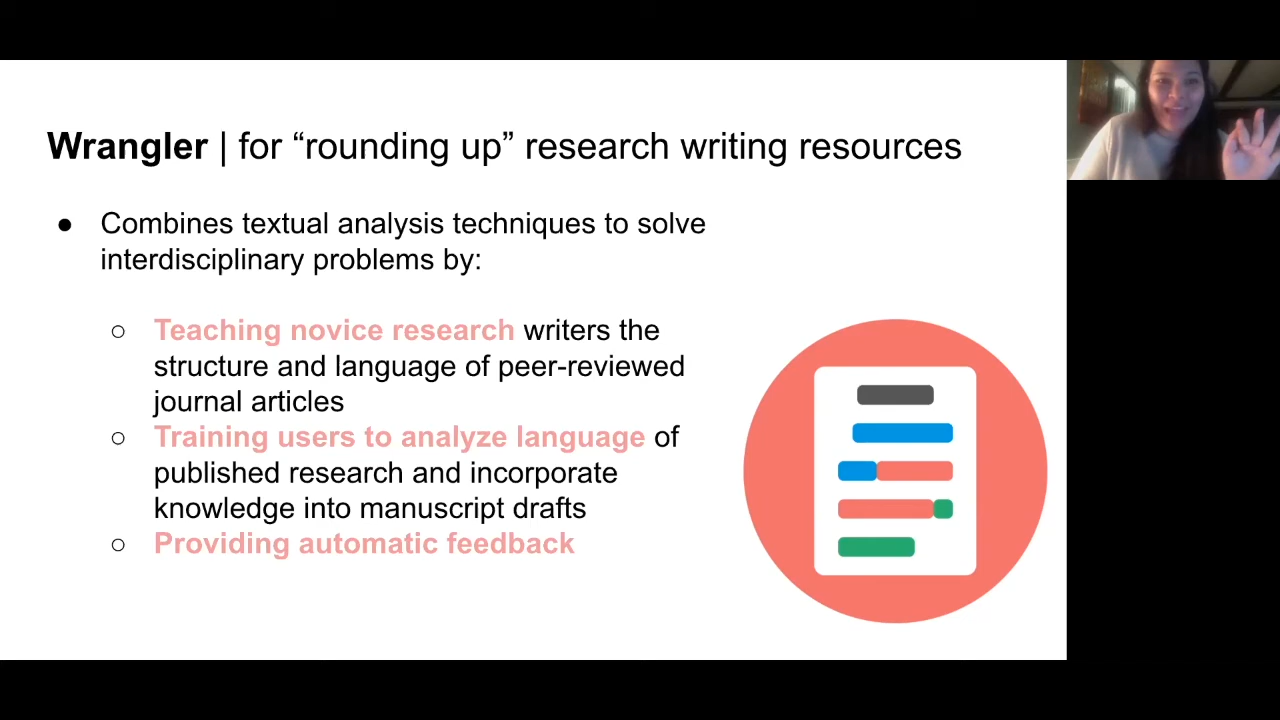 Wrangler | for “rounding up” research writing resources
● Combines textual analysis techniques to solve
interdisciplinary problems by:
○ Teaching novice research writers the
structure and language of peer-reviewed
journal articles
○ Training users to analyze language of
published research and incorporate
knowledge into manuscript drafts
○ Providing automatic feedback